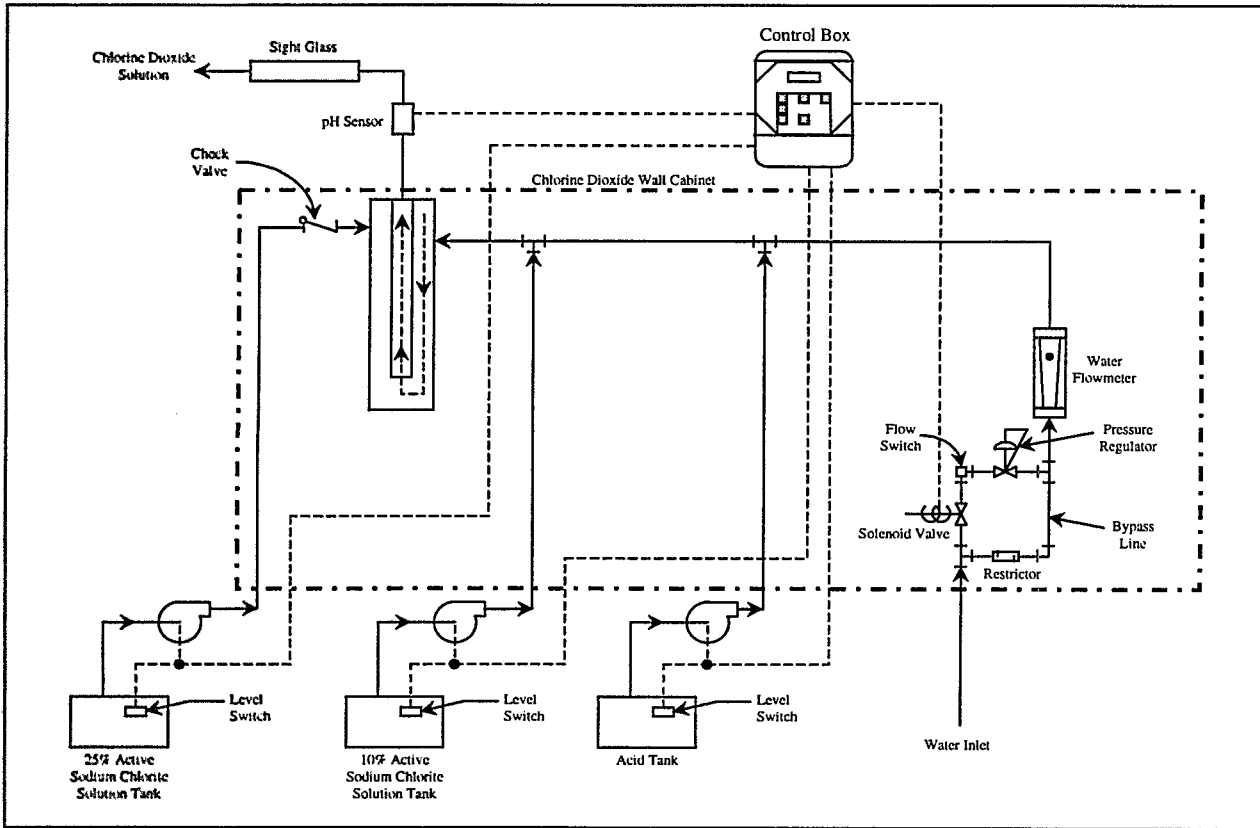 Control Box
Sight Glass
Chlorine Dioxide
Solution
pH Sensor
Check
Valve
Chlorine Dioxide Wall Cabinet
Water
Flowmeter
Flow
Switch
Pressure
Regulator
Solenoid Valve
Bypass
Line
Restrictor
Level
Switch
Level
Switch
Level
Switch
Water Inlet
25% Active
Sodium Chlorite
Solution Tank
10% Active
Sodium Chlorite
Solution Tank
Acid Tank